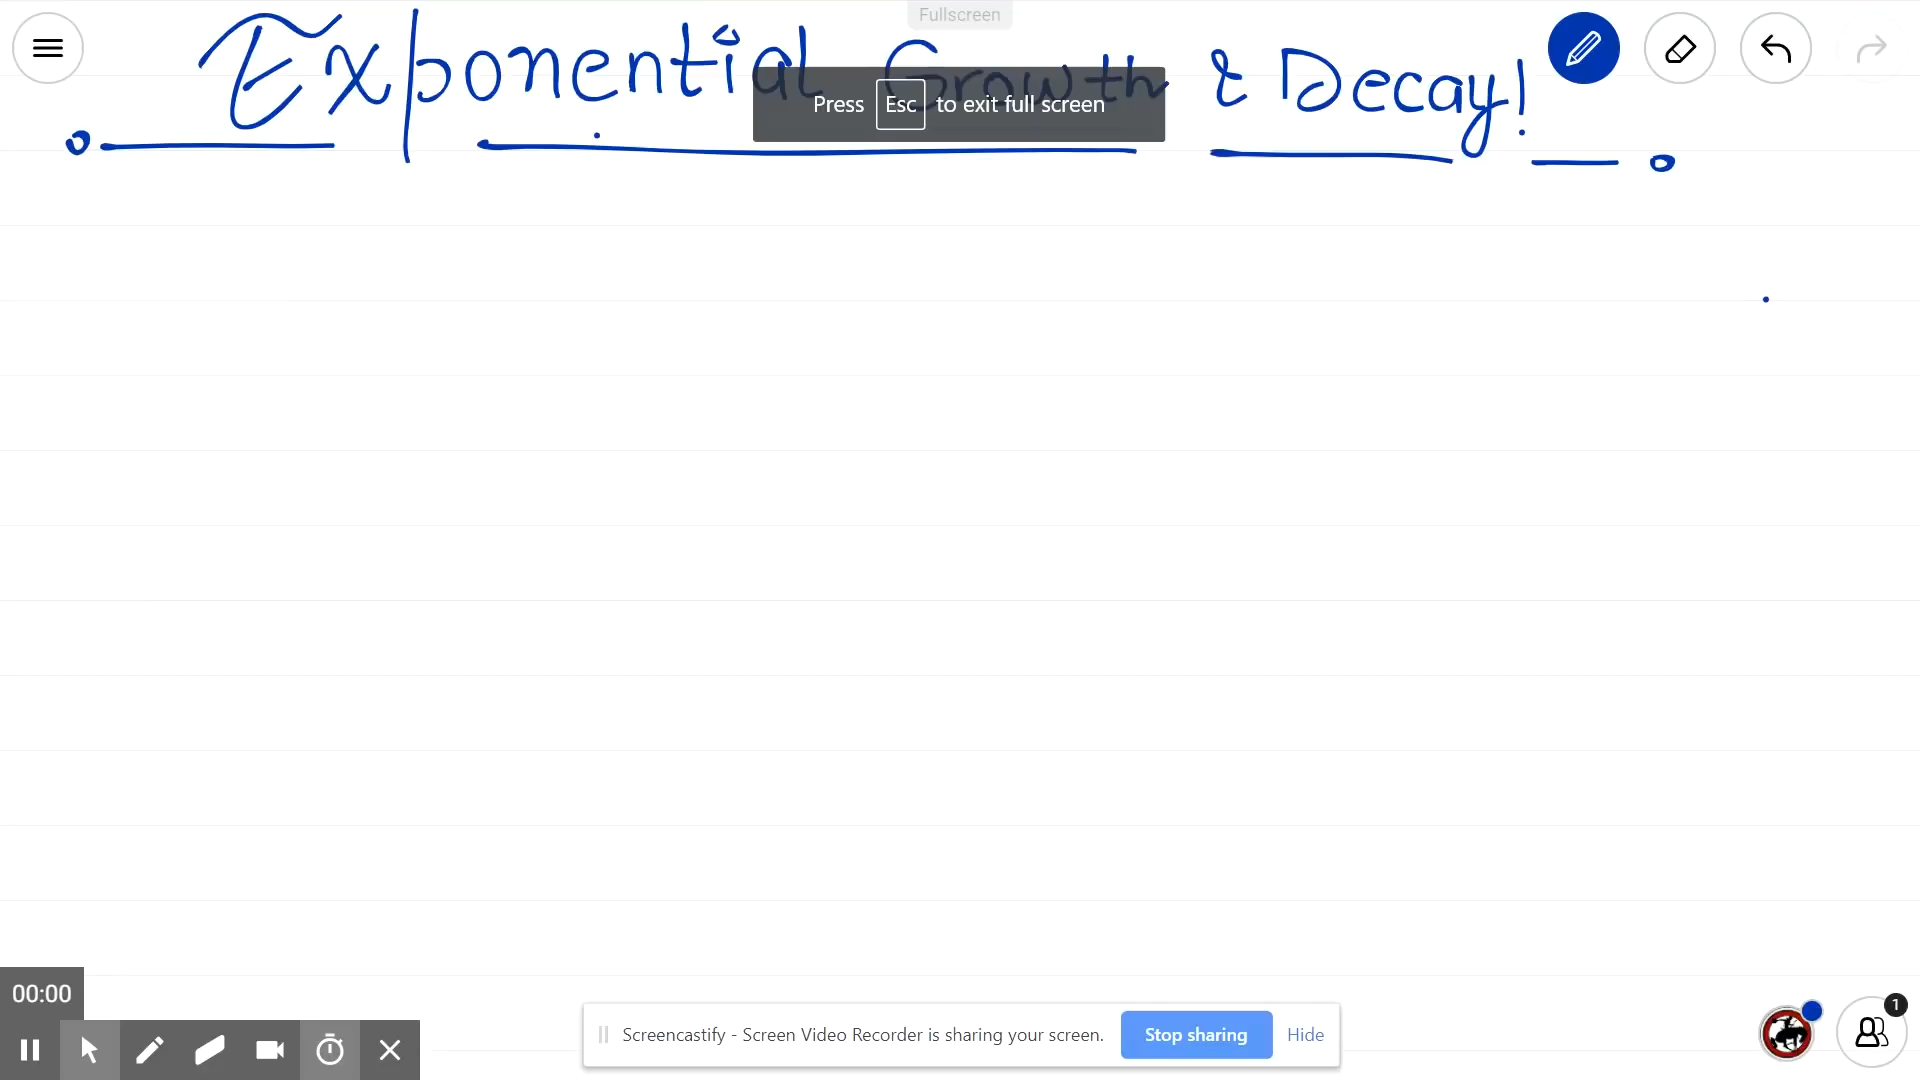 Fullscreen
Exponential Growth & Decay!
Press Esc to exit full screen
00:00
Screencastify - Screen Video Recorder is sharing your screen. Stop sharing Hide
1